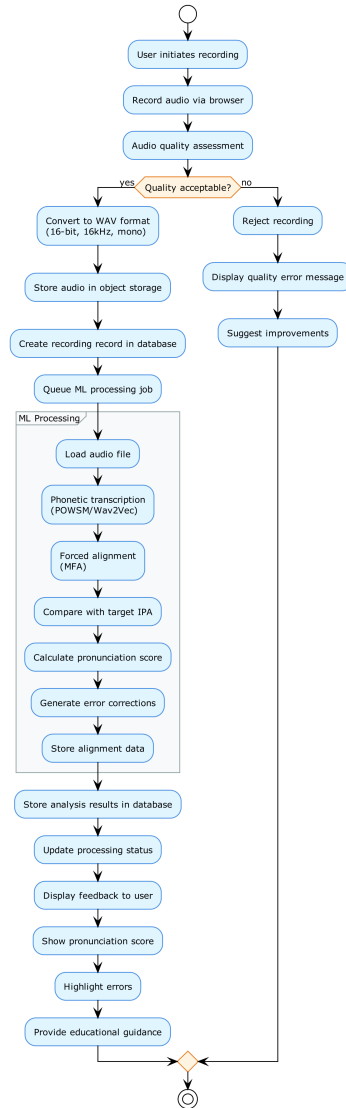 User initiates recording
Record audio via browser
Audio quality assessment
Quality acceptable?
yes
no
Convert to WAV format
(16-bit, 16kHz, mono)
Store audio in object storage
Create recording record in database
Queue ML processing job
ML Processing
Load audio file
Phonetic transcription
(POWSM/Wav2Vec)
Forced alignment
(MFA)
Compare with target IPA
Calculate pronunciation score
Generate error corrections
Store alignment data
Store analysis results in database
Update processing status
Display feedback to user
Show pronunciation score
Highlight errors
Provide educational guidance
Reject recording
Display quality error message
Suggest improvements